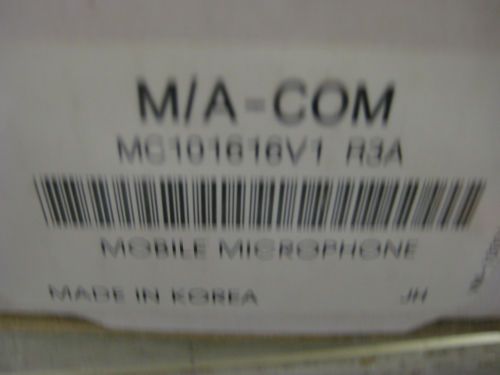 M/A-COM
MC101616V1 R3A
MOBILE MICROPHONE
MADE IN KOREA JH